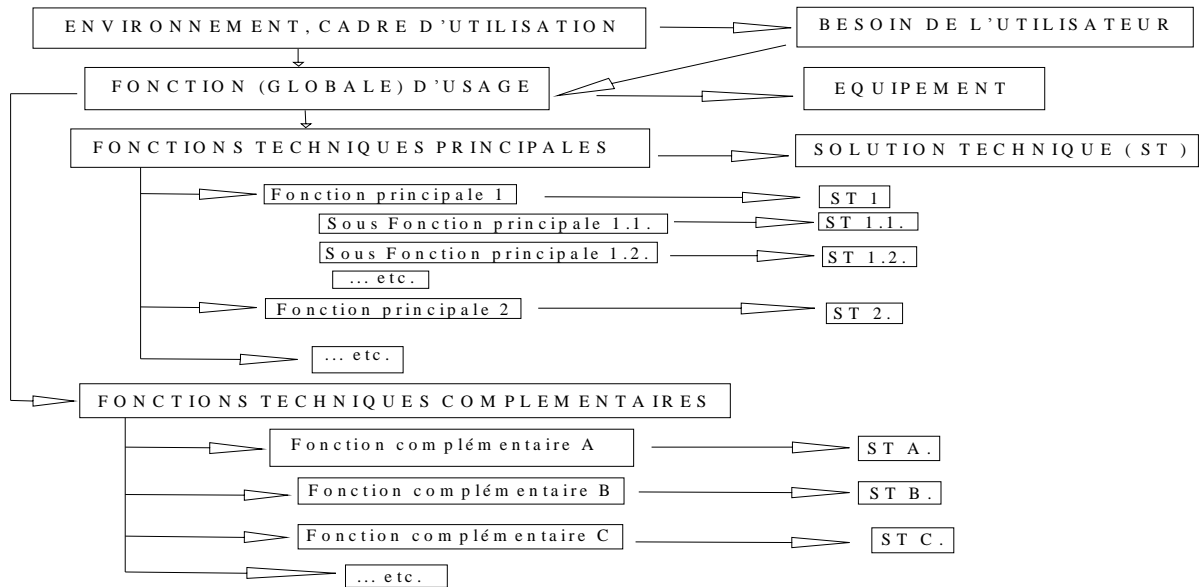 ENVIRONNEMENT, CADRE D'UTILISATION
BESOIN DE L'UTILISATEUR
FONCTION (GLOBALE) D'USAGE
EQUIPEMENT
FONCTIONS TECHNIQUES PRINCIPALES
SOLUTION TECHNIQUE (ST)
Fonction principale 1
ST 1
Sous Fonction principale 1.1.
ST 1.1.
Sous Fonction principale 1.2.
ST 1.2.
... etc.
Fonction principale 2
ST 2.
... etc.
FONCTIONS TECHNIQUES COMPLEMENTAIRES
Fonction complémentaire A
ST A.
Fonction complémentaire B
ST B.
Fonction complémentaire C
ST C.
... etc.